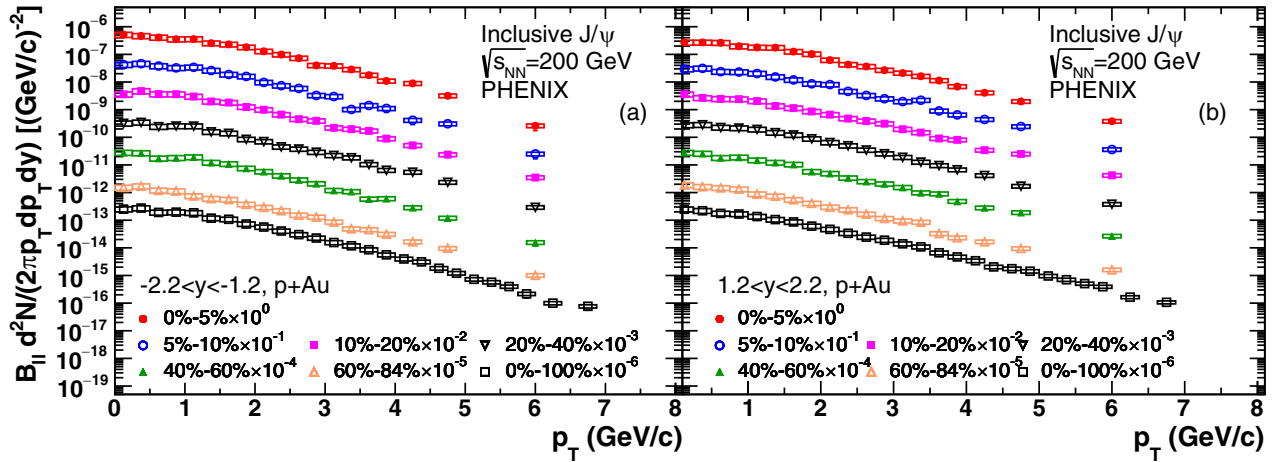 B_ll d²N/(2πp_T dp_T dy) [(GeV/c)⁻²]
10⁻⁶
10⁻⁷
10⁻⁸
10⁻⁹
10⁻¹⁰
10⁻¹¹
10⁻¹²
10⁻¹³
10⁻¹⁴
10⁻¹⁵
10⁻¹⁶
10⁻¹⁷
10⁻¹⁸
10⁻¹⁹
Inclusive J/ψ
√s_NN=200 GeV
PHENIX
(a)
-2.2<y<-1.2, p+Au
0%-5%×10⁰
5%-10%×10⁻¹
10%-20%×10⁻²
20%-40%×10⁻³
40%-60%×10⁻⁴
60%-84%×10⁻⁵
0%-100%×10⁻⁶
0 1 2 3 4 5 6 7 8
p_T (GeV/c)
Inclusive J/ψ
√s_NN=200 GeV
PHENIX
(b)
1.2<y<2.2, p+Au
0%-5%×10⁰
5%-10%×10⁻¹
10%-20%×10⁻²
20%-40%×10⁻³
40%-60%×10⁻⁴
60%-84%×10⁻⁵
0%-100%×10⁻⁶
1 2 3 4 5 6 7 8
p_T (GeV/c)